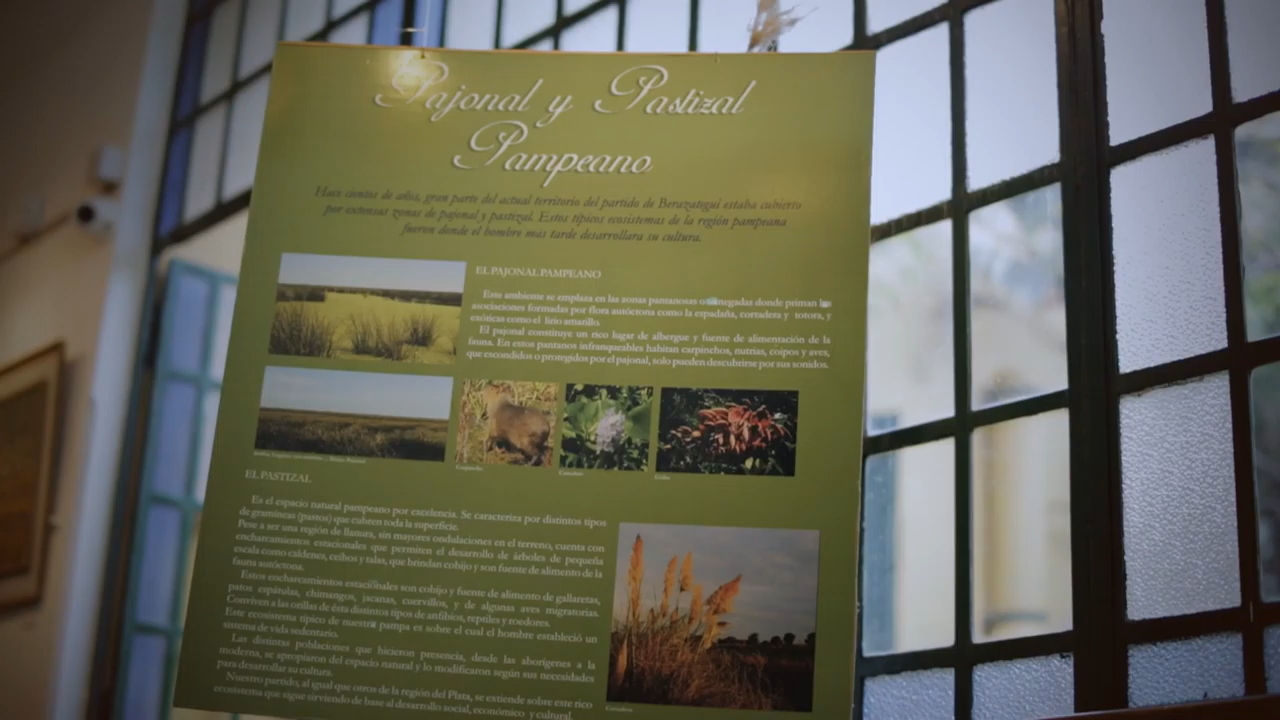 Pajonal y Pastizal
Pampeano
Hace cientos de años, gran parte del actual territorio del partido de Berazategui estaba cubierto
por extensas zonas de pajonal y pastizal. Estos típicos ecosistemas de la región pampeana
fueron donde el hombre más tarde desarrollara su cultura.
EL PAJONAL PAMPEANO
Este ambiente se emplaza en las zonas pantanosas o anegadas donde priman las
asociaciones formadas por flora autóctona como la espadaña, cortadera y totora, y
exóticas como el lirio amarillo.
El pajonal constituye un rico lugar de albergue y fuente de alimentación de la
fauna. En estos pantanos infranqueables habitan carpinchos, nutrias, coipos y aves,
que escondidos o protegidos por el pajonal, solo pueden descubrirse por sus sonidos.
Carpincho
Camalote
Ceibo
EL PASTIZAL
Es el espacio natural pampeano por excelencia. Se caracteriza por distintos tipos
de gramíneas (pastos) que cubren toda la superficie.
Pese a ser una región de llanura, sin mayores ondulaciones en el terreno, cuenta con
encharcamientos estacionales que permiten el desarrollo de árboles de pequeña
escala como caldenes, ceibos y talas, que brindan cobijo y son fuente de alimento de la
fauna autóctona.
Estos encharcamientos estaciónales son cobijo y fuente de alimento de gallaretas,
patos espátulas, chimangos, jacanas, cuervillos, y de algunas aves migratorias.
Conviven a las orillas de ésta distintos tipos de anfibios, reptiles y roedores.
Este ecosistema típico de nuestra pampa es sobre el cual el hombre estableció un
sistema de vida sedentario.
Las distintas poblaciones que hicieron presencia, desde las aborígenes a la
moderna, se apropiaron del espacio natural y lo modificaron según sus necesidades
para desarrollar su cultura.
Nuestro partido, al igual que otros de la región del Plata, se extiende sobre este rico
ecosistema que sigue sirviendo de base al desarrollo social, económico y cultural.
Cortadera